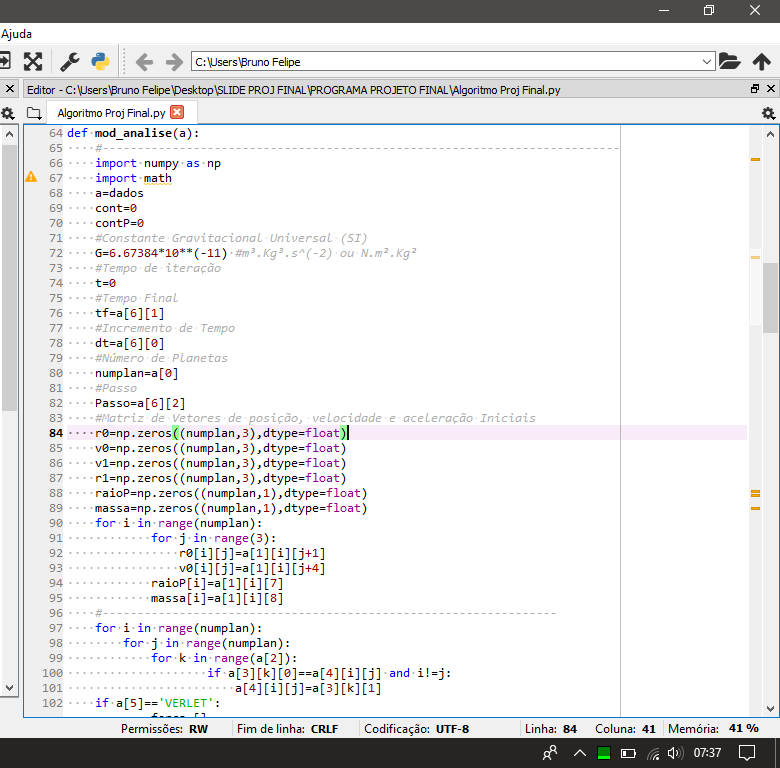 Ajuda
C:\Users\Bruno Felipe
Editor - C:\Users\Bruno Felipe\Desktop\SLIDE PROJ FINAL\PROGRAMA PROJETO FINAL\Algoritmo Proj Final.py
Algoritmo Proj Final.py
64 def mod_analise(a):
65 #--------------------------------------------------------------------------
66 import numpy as np
67 import math
68 a=dados
69 cont=0
70 contP=0
71 #Constante Gravitacional Universal (SI)
72 G=6.67384*10**(-11) #m³.Kg³.s^(-2) ou N.m².Kg²
73 #Tempo de iteração
74 t=0
75 #Tempo Final
76 tf=a[6][1]
77 #Incremento de Tempo
78 dt=a[6][0]
79 #Número de Planetas
80 numplan=a[0]
81 #Passo
82 Passo=a[6][2]
83 #Matriz de Vetores de posição, velocidade e aceleração Iniciais
84 r0=np.zeros((numplan,3),dtype=float)
85 v0=np.zeros((numplan,3),dtype=float)
86 v1=np.zeros((numplan,3),dtype=float)
87 r1=np.zeros((numplan,3),dtype=float)
88 raioP=np.zeros((numplan,1),dtype=float)
89 massa=np.zeros((numplan,1),dtype=float)
90 for i in range(numplan):
91 for j in range(3):
92 r0[i][j]=a[1][i][j+1]
93 v0[i][j]=a[1][i][j+4]
94 raioP[i]=a[1][i][7]
95 massa[i]=a[1][i][8]
96 #-----------------------------------------------------------------
97 for i in range(numplan):
98 for j in range(numplan):
99 for k in range(a[2]):
100 if a[3][k][0]==a[4][i][j] and i!=j:
101 a[4][i][j]=a[3][k][1]
102 if a[5]=='VERLET':
Permissões: RW Fim de linha: CRLF Codificação: UTF-8 Linha: 84 Coluna: 41 Memória: 41 %
07:37